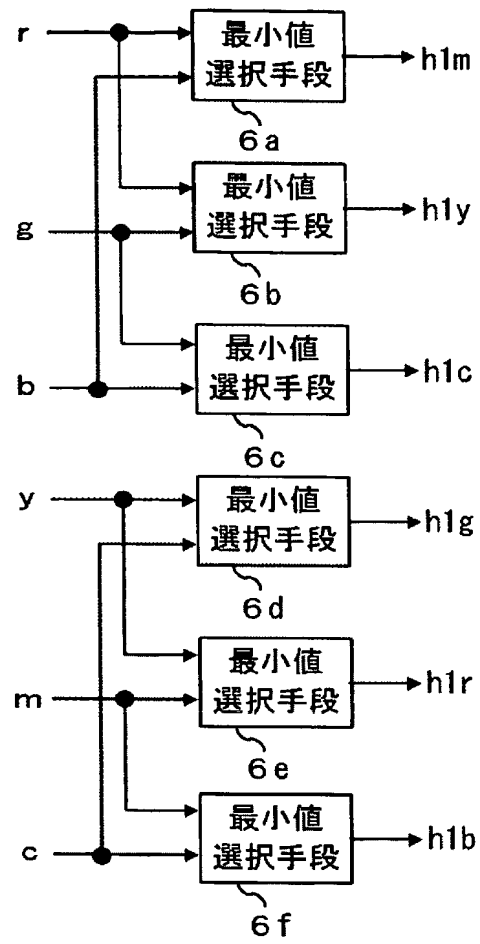 r
最小値
選択手段
h1m
6a
最小値
選択手段
h1y
g
6b
最小値
選択手段
h1c
b
6c
y
最小値
選択手段
h1g
6d
最小値
選択手段
h1r
m
6e
最小値
選択手段
h1b
c
6f